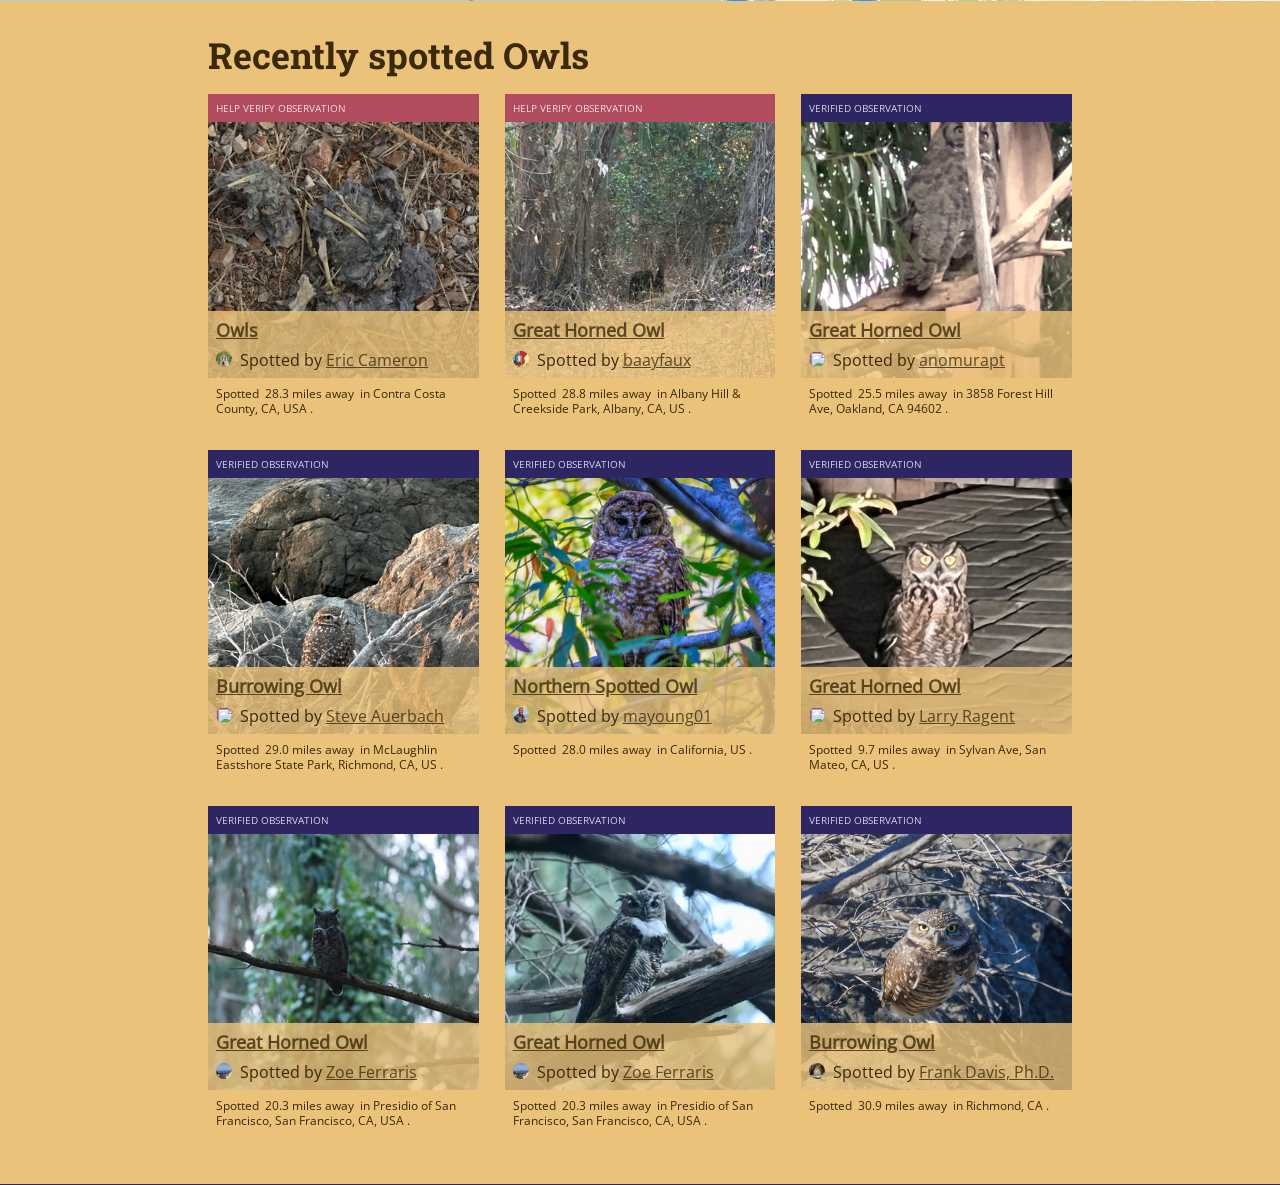 Recently spotted Owls
HELP VERIFY OBSERVATION
Owls
Spotted by Eric Cameron
Spotted 28.3 miles away in Contra Costa
County, CA, USA .
HELP VERIFY OBSERVATION
Great Horned Owl
Spotted by baayfaux
Spotted 28.8 miles away in Albany Hill &
Creekside Park, Albany, CA, US .
VERIFIED OBSERVATION
Great Horned Owl
Spotted by anomurapt
Spotted 25.5 miles away in 3858 Forest Hill
Ave, Oakland, CA 94602 .
VERIFIED OBSERVATION
Burrowing Owl
Spotted by Steve Auerbach
Spotted 29.0 miles away in McLaughlin
Eastshore State Park, Richmond, CA, US .
VERIFIED OBSERVATION
Northern Spotted Owl
Spotted by mayoung01
Spotted 28.0 miles away in California, US .
VERIFIED OBSERVATION
Great Horned Owl
Spotted by Larry Ragent
Spotted 9.7 miles away in Sylvan Ave, San
Mateo, CA, US .
VERIFIED OBSERVATION
Great Horned Owl
Spotted by Zoe Ferraris
Spotted 20.3 miles away in Presidio of San
Francisco, San Francisco, CA, USA .
VERIFIED OBSERVATION
Great Horned Owl
Spotted by Zoe Ferraris
Spotted 20.3 miles away in Presidio of San
Francisco, San Francisco, CA, USA .
VERIFIED OBSERVATION
Burrowing Owl
Spotted by Frank Davis, Ph.D.
Spotted 30.9 miles away in Richmond, CA .